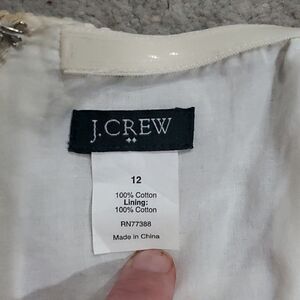 J.CREW
12
100% Cotton
Lining:
100% Cotton
RN77388
Made in China